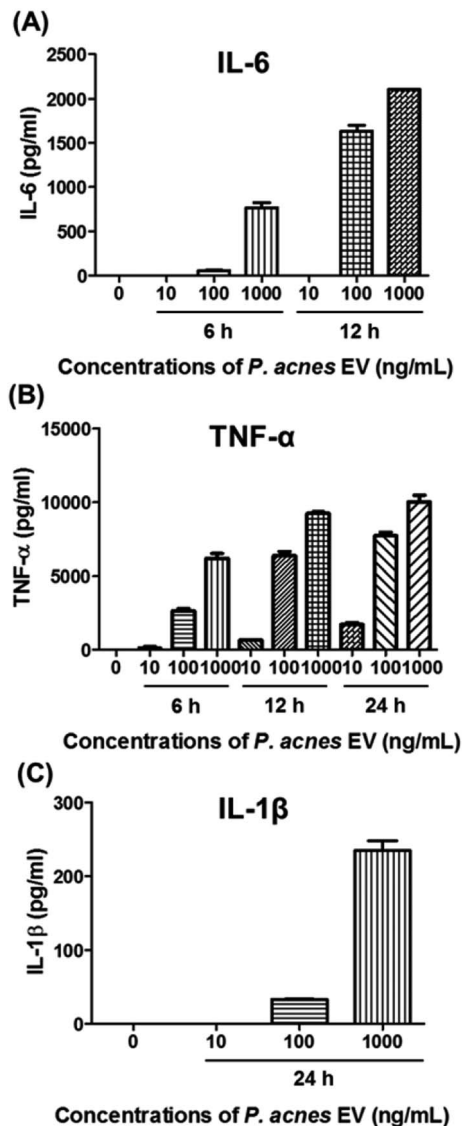 (A)
IL-6
IL-6 (pg/ml)
2500
2000
1500
1000
500
0
0 10 100 1000 10 100 1000
6 h 12 h
Concentrations of P. acnes EV (ng/mL)
(B)
TNF-α
TNF-α (pg/ml)
15000
10000
5000
0
0 10 100 1000 10 100 1000 10 100 1000
6 h 12 h 24 h
Concentrations of P. acnes EV (ng/mL)
(C)
IL-1β
IL-1β (pg/ml)
300
200
100
0
0 10 100 1000
24 h
Concentrations of P. acnes EV (ng/mL)